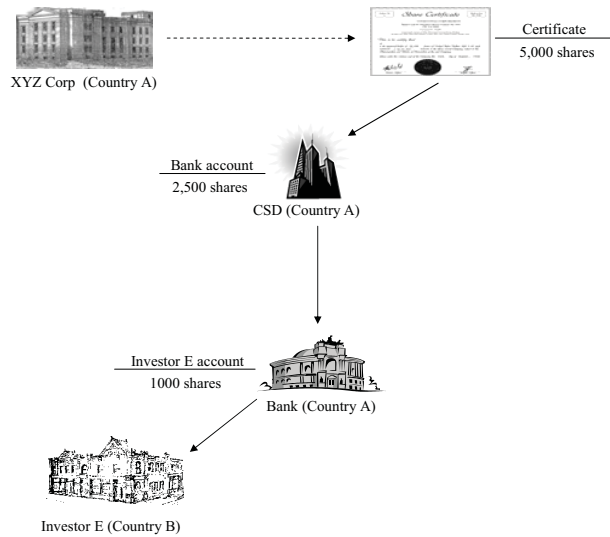 Share Certificate
Certificate
5,000 shares
XYZ Corp (Country A)
Bank account
2,500 shares
CSD (Country A)
Investor E account
1000 shares
Bank (Country A)
Investor E (Country B)